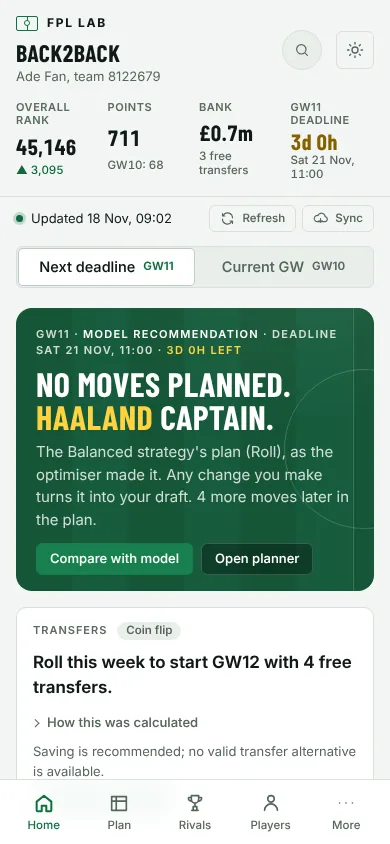 FPL LAB
BACK2BACK
Ade Fan, team 8122679
OVERALL RANK
45,146
▲ 3,095
POINTS
711
GW10: 68
BANK
£0.7m
3 free transfers
GW11 DEADLINE
3d 0h
Sat 21 Nov, 11:00
Updated 18 Nov, 09:02
Refresh
Sync
Next deadline GW11
Current GW GW10
GW11 · MODEL RECOMMENDATION · DEADLINE
SAT 21 NOV, 11:00 · 3D 0H LEFT
NO MOVES PLANNED.
HAALAND CAPTAIN.
The Balanced strategy's plan (Roll), as the
optimiser made it. Any change you make
turns it into your draft. 4 more moves later in
the plan.
Compare with model
Open planner
TRANSFERS Coin flip
Roll this week to start GW12 with 4 free
transfers.
How this was calculated
Saving is recommended; no valid transfer alternative
is available.
Home
Plan
Rivals
Players
More